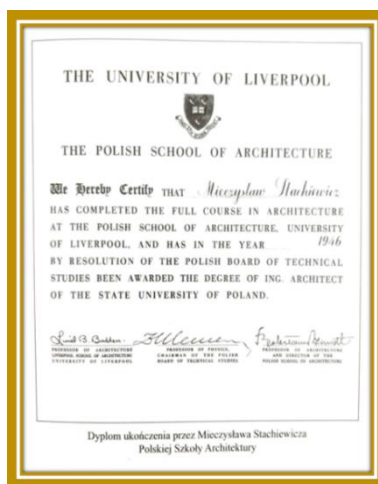 THE UNIVERSITY OF LIVERPOOL
THE POLISH SCHOOL OF ARCHITECTURE
We Hereby Certify THAT Mieczysław Stachiewicz
HAS COMPLETED THE FULL COURSE IN ARCHITECTURE
AT THE POLISH SCHOOL OF ARCHITECTURE, UNIVERSITY
OF LIVERPOOL, AND HAS IN THE YEAR 1946
BY RESOLUTION OF THE POLISH BOARD OF TECHNICAL
STUDIES BEEN AWARDED THE DEGREE OF ING. ARCHITECT
OF THE STATE UNIVERSITY OF POLAND.
PROFESSOR OF ARCHITECTURE
LIVERPOOL SCHOOL OF ARCHITECTURE
UNIVERSITY OF LIVERPOOL
PROFESSOR OF PHYSICS,
CHAIRMAN OF THE POLISH
BOARD OF TECHNICAL STUDIES
PROFESSOR OF ARCHITECTURE
AND DIRECTOR OF THE
POLISH SCHOOL OF ARCHITECTURE
Dyplom ukończenia przez Mieczysława Stachiewicza
Polskiej Szkoły Architektury